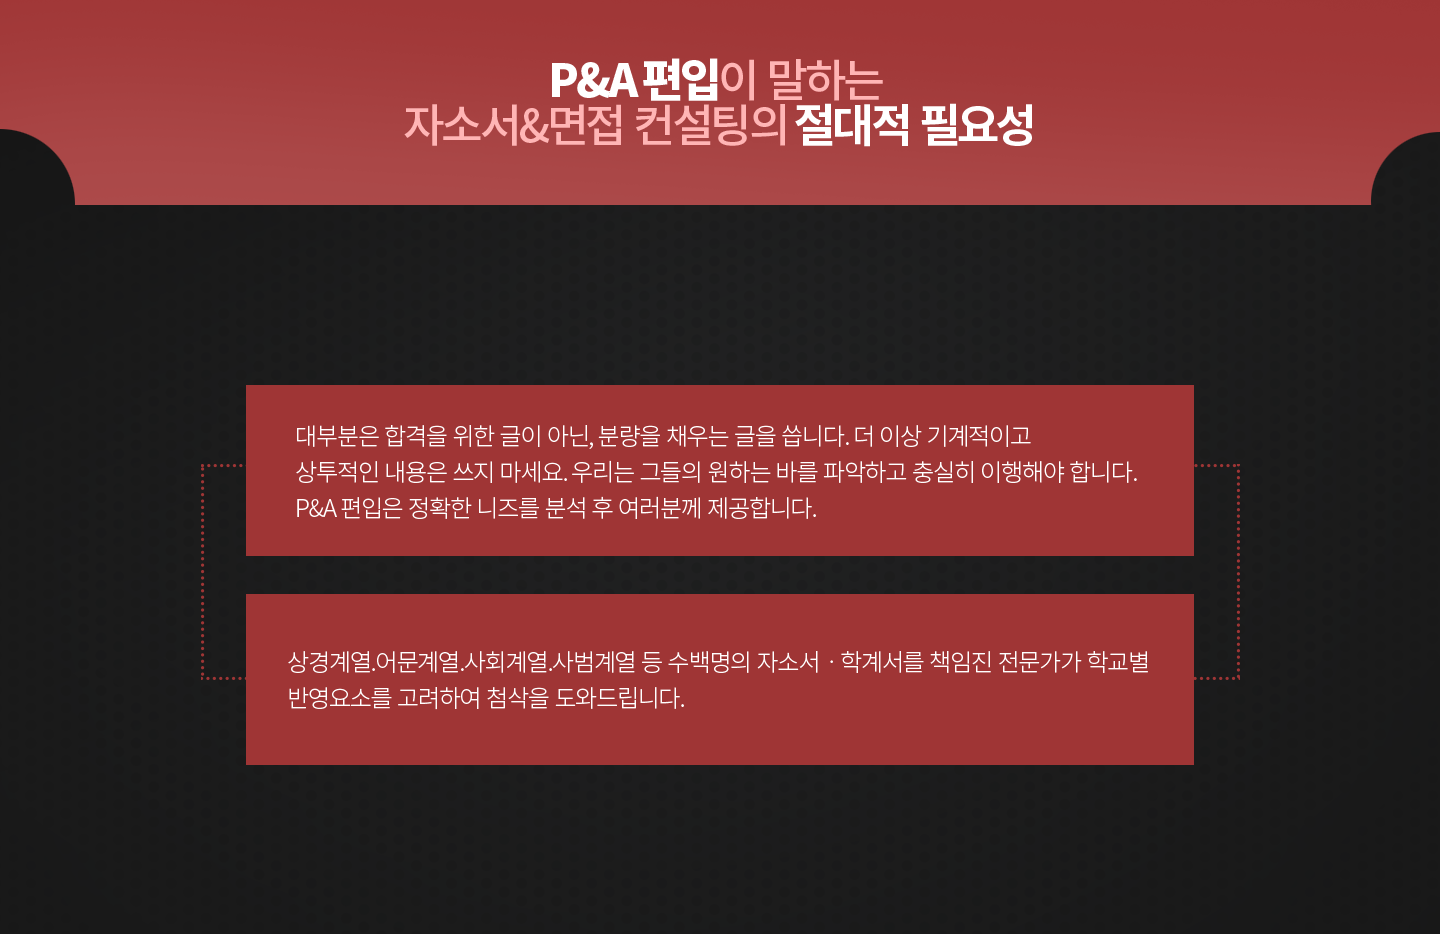 P&A 편입이 말하는
자소서&면접 컨설팅의 절대적 필요성
대부분은 합격을 위한 글이 아닌, 분량을 채우는 글을 씁니다. 더 이상 기계적이고
상투적인 내용은 쓰지 마세요. 우리는 그들의 원하는 바를 파악하고 충실히 이행해야 합니다.
P&A 편입은 정확한 니즈를 분석 후 여러분께 제공합니다.
상경계열.어문계열.사회계열.사범계열 등 수백명의 자소서 · 학계서를 책임진 전문가가 학교별
반영요소를 고려하여 첨삭을 도와드립니다.